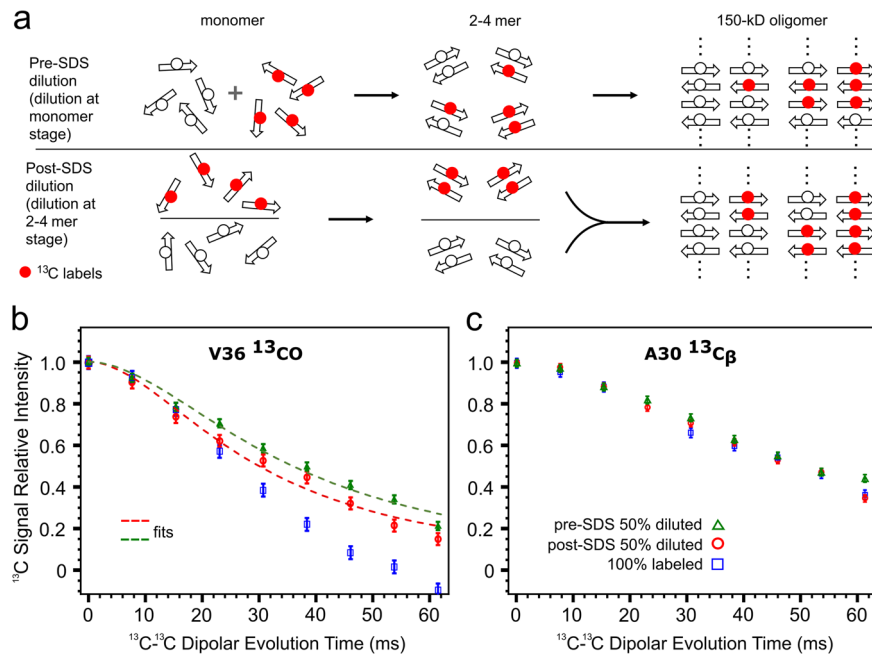 a
monomer
2-4 mer
150-kD oligomer
Pre-SDS
dilution
(dilution at
monomer
stage)
+
Post-SDS
dilution
(dilution at
2-4 mer
stage)
¹³C labels
b
V36 ¹³CO
¹³C Signal Relative Intensity
1.0
0.8
0.6
0.4
0.2
0
fits
0 10 20 30 40 50 60
¹³C-¹³C Dipolar Evolution Time (ms)
c
A30 ¹³Cβ
1.0
0.8
0.6
0.4
0.2
0
pre-SDS 50% diluted
post-SDS 50% diluted
100% labeled
0 10 20 30 40 50 60
¹³C-¹³C Dipolar Evolution Time (ms)